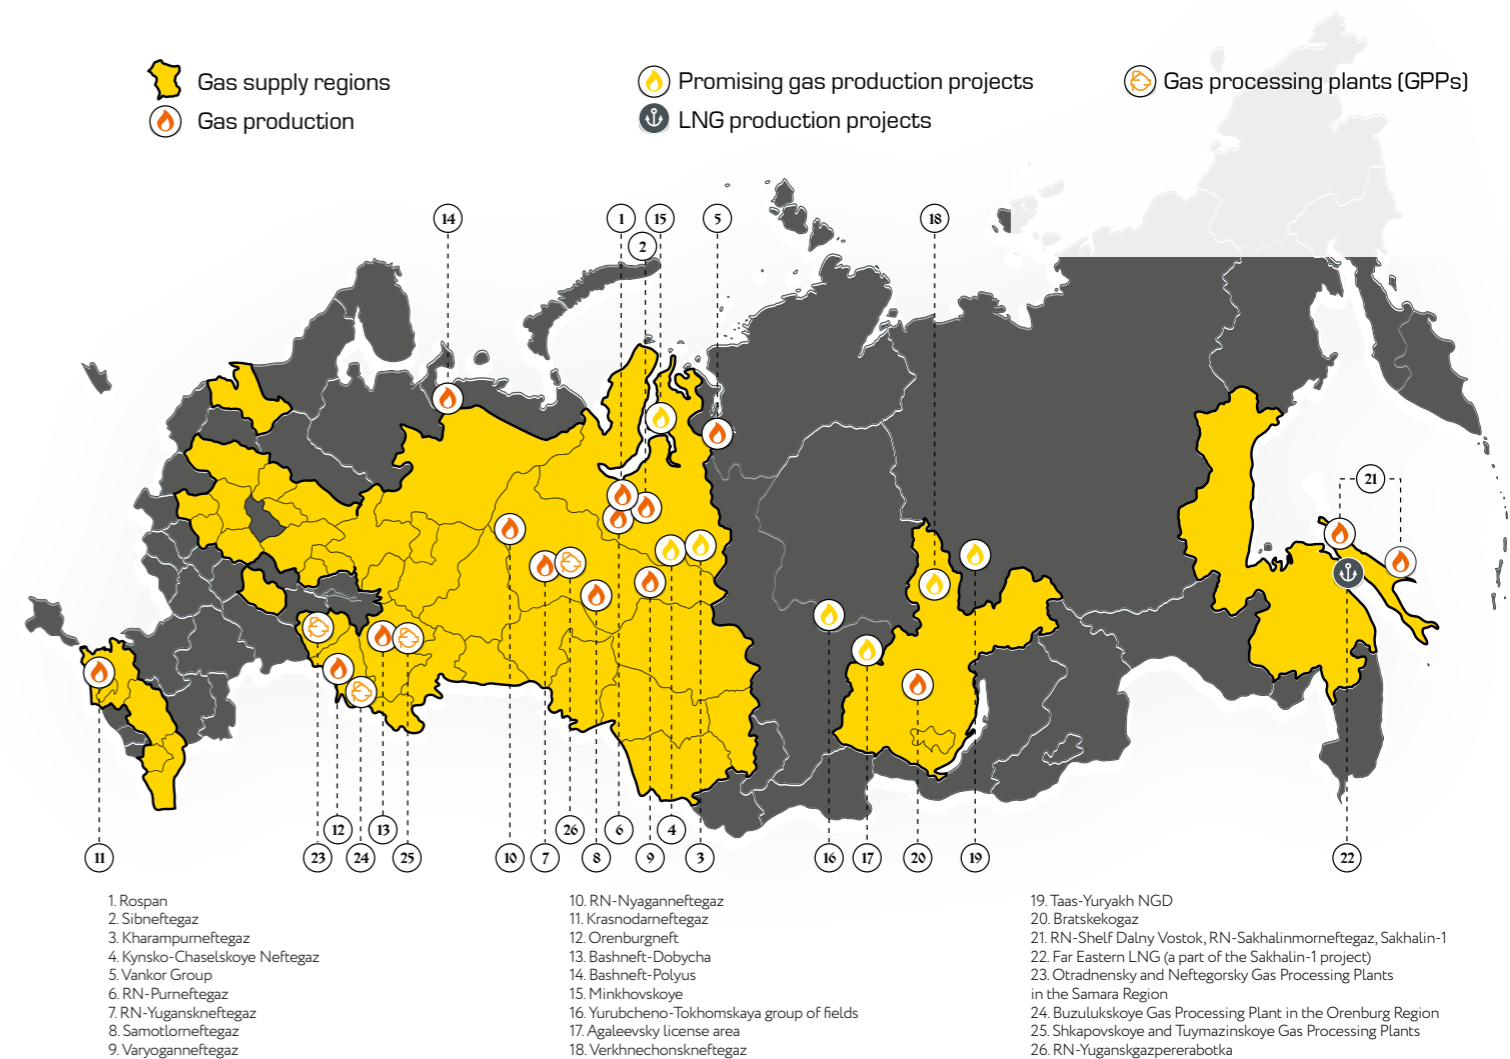 Gas supply regions
Gas production
Promising gas production projects
LNG production projects
Gas processing plants (GPPs)
14
1
15
2
5
18
21
11
23
12
24
13
25
10
7
26
8
6
9
4
3
16
17
20
19
22
1. Rospan
2. Sibneftegaz
3. Kharampurneftegaz
4. Kynsko-Chaselskoye Neftegaz
5. Vankor Group
6. RN-Purneftegaz
7. RN-Yuganskneftegaz
8. Samotlorneftegaz
9. Varyoganneftegaz
10. RN-Nyaganneftegaz
11. Krasnodarneftegaz
12. Orenburgneft
13. Bashneft-Dobycha
14. Bashneft-Polyus
15. Minkhovskoye
16. Yurubcheno-Tokhomskaya group of fields
17. Agaleevsky license area
18. Verkhnechonskneftegaz
19. Taas-Yuryakh NGD
20. Bratskekogaz
21. RN-Shelf Dalny Vostok, RN-Sakhalinmorneftegaz, Sakhalin-1
22. Far Eastern LNG (a part of the Sakhalin-1 project)
23. Otradnensky and Neftegorsky Gas Processing Plants
in the Samara Region
24. Buzulukskoye Gas Processing Plant in the Orenburg Region
25. Shkapovskoye and Tuymazinskoye Gas Processing Plants
26. RN-Yuganskgazpererabotka